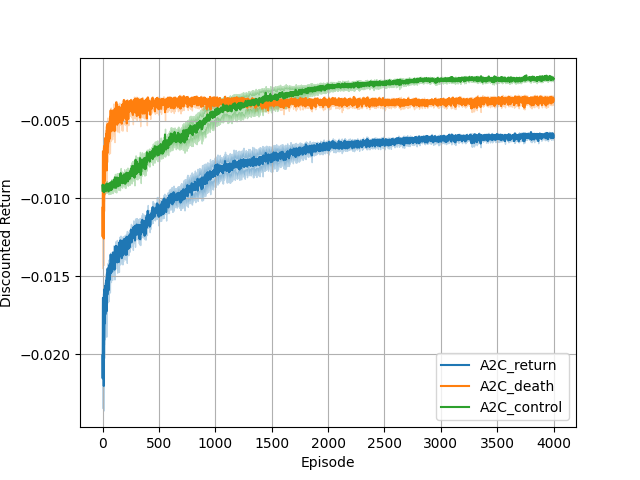 −0.005
−0.010
−0.015
−0.020
Discounted Return
0 500 1000 1500 2000 2500 3000 3500 4000
Episode
A2C_return
A2C_death
A2C_control